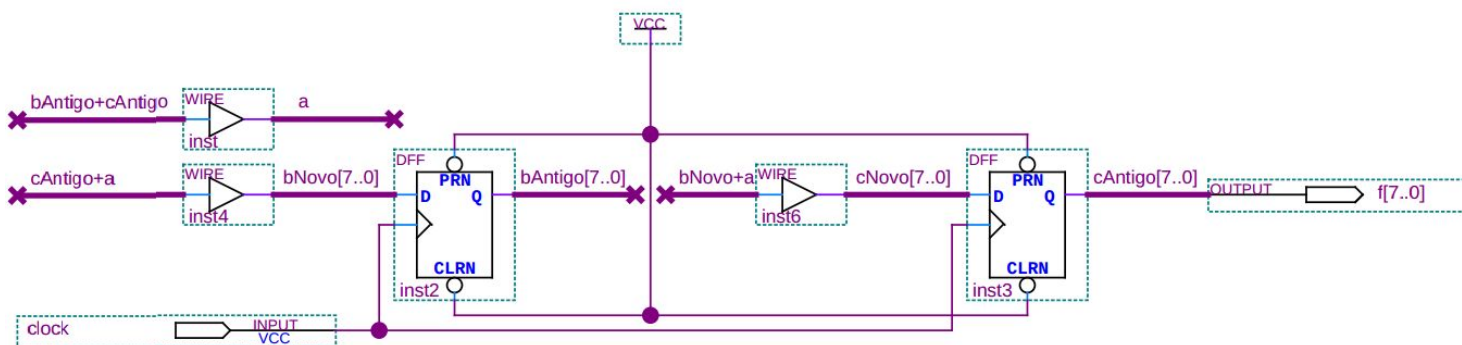 VCC
bAntigo+cAntigo
WIRE
a
inst
cAntigo+a
WIRE
bNovo[7..0]
inst4
DFF
PRN
D
Q
CLRN
inst2
bAntigo[7..0]
bNovo+a
WIRE
cNovo[7..0]
inst6
DFF
PRN
D
Q
CLRN
inst3
cAntigo[7..0]
OUTPUT
f[7..0]
clock
INPUT
VCC